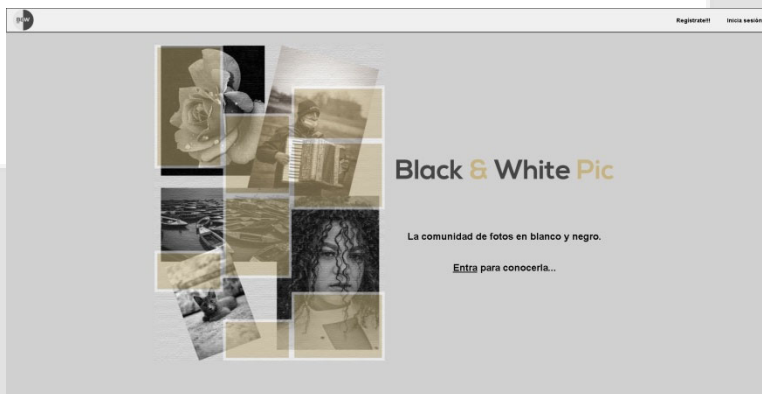 Registrate!!!
Inicia sesión
Black & White Pic
La comunidad de fotos en blanco y negro.
Entra para conocerla...